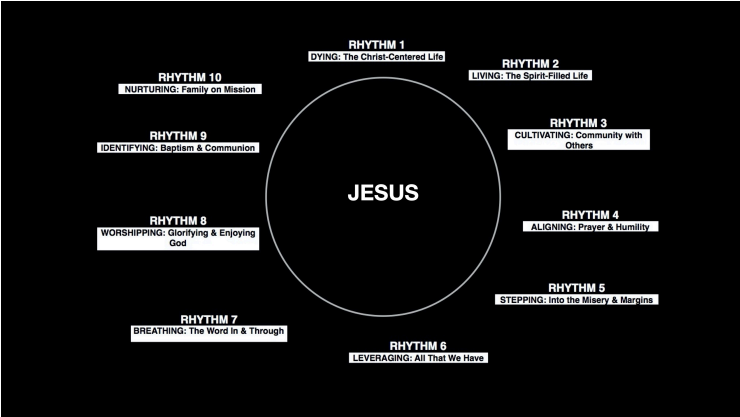 RHYTHM 1
DYING: The Christ-Centered Life
RHYTHM 2
LIVING: The Spirit-Filled Life
RHYTHM 3
CULTIVATING: Community with
Others
RHYTHM 4
ALIGNING: Prayer & Humility
RHYTHM 5
STEPPING: Into the Misery & Margins
RHYTHM 6
LEVERAGING: All That We Have
RHYTHM 7
BREATHING: The Word In & Through
RHYTHM 8
WORSHIPPING: Glorifying & Enjoying
God
RHYTHM 9
IDENTIFYING: Baptism & Communion
RHYTHM 10
NURTURING: Family on Mission
JESUS